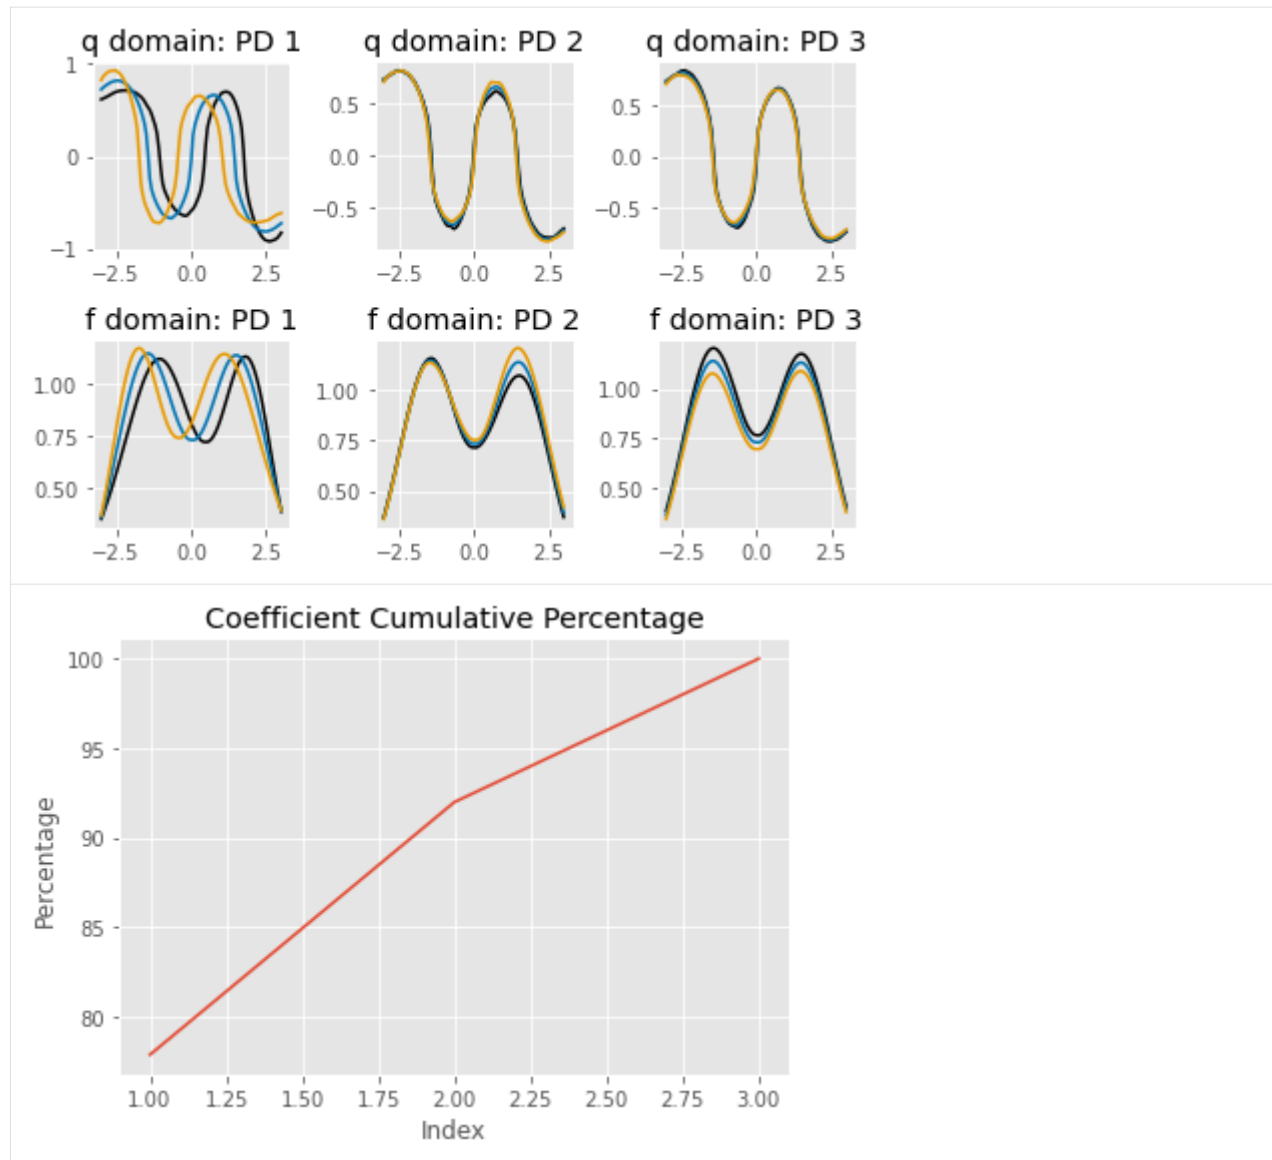 q domain: PD 1 q domain: PD 2 q domain: PD 3
1
0
−1
−2.5 0.0 2.5
0.5
0.0
−0.5
−2.5 0.0 2.5
0.5
0.0
−0.5
−2.5 0.0 2.5
f domain: PD 1 f domain: PD 2 f domain: PD 3
1.00
0.75
0.50
−2.5 0.0 2.5
1.00
0.75
0.50
−2.5 0.0 2.5
1.00
0.75
0.50
−2.5 0.0 2.5
Coefficient Cumulative Percentage
100
95
90
85
80
Percentage
1.00 1.25 1.50 1.75 2.00 2.25 2.50 2.75 3.00
Index